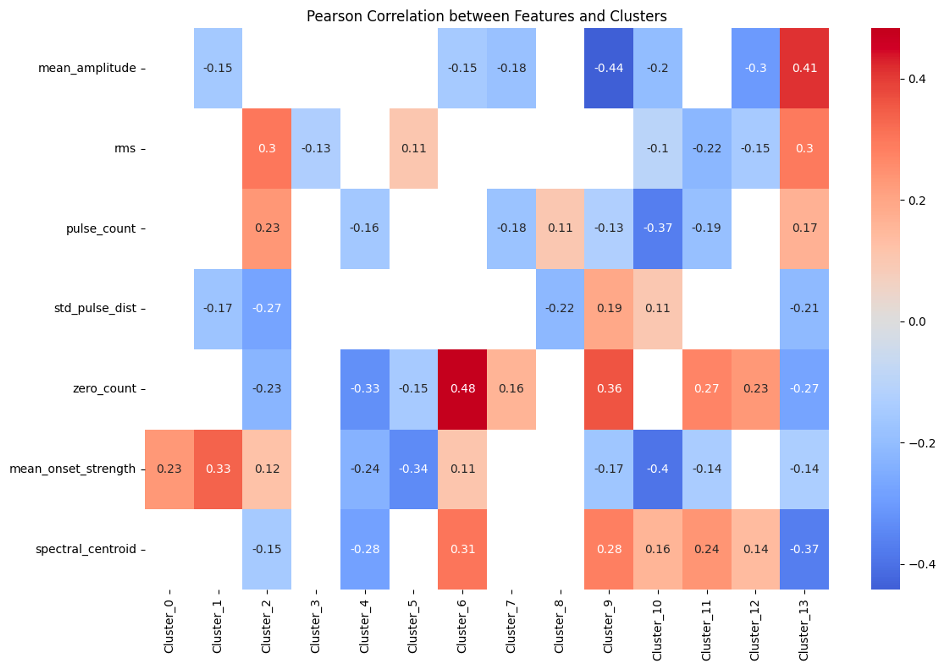 Pearson Correlation between Features and Clusters
mean_amplitude -0.15 -0.15 -0.18 -0.44 -0.2 -0.3 0.41
rms 0.3 -0.13 0.11 -0.1 -0.22 -0.15 0.3
pulse_count 0.23 -0.16 -0.18 0.11 -0.13 -0.37 -0.19 0.17
std_pulse_dist -0.17 -0.27 -0.22 0.19 0.11 -0.21
zero_count -0.23 -0.33 -0.15 0.48 0.16 0.36 0.27 0.23 -0.27
mean_onset_strength 0.23 0.33 0.12 -0.24 -0.34 0.11 -0.17 -0.4 -0.14 -0.14
spectral_centroid -0.15 -0.28 0.31 0.28 0.16 0.24 0.14 -0.37
Cluster_0 Cluster_1 Cluster_2 Cluster_3 Cluster_4 Cluster_5 Cluster_6 Cluster_7 Cluster_8 Cluster_9 Cluster_10 Cluster_11 Cluster_12 Cluster_13
0.4
0.2
0.0
-0.2
-0.4